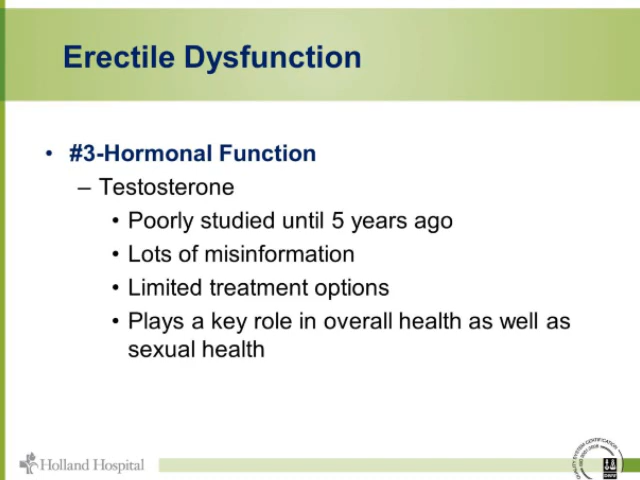 Erectile Dysfunction
• #3-Hormonal Function
– Testosterone
• Poorly studied until 5 years ago
• Lots of misinformation
• Limited treatment options
• Plays a key role in overall health as well as
sexual health
Holland Hospital